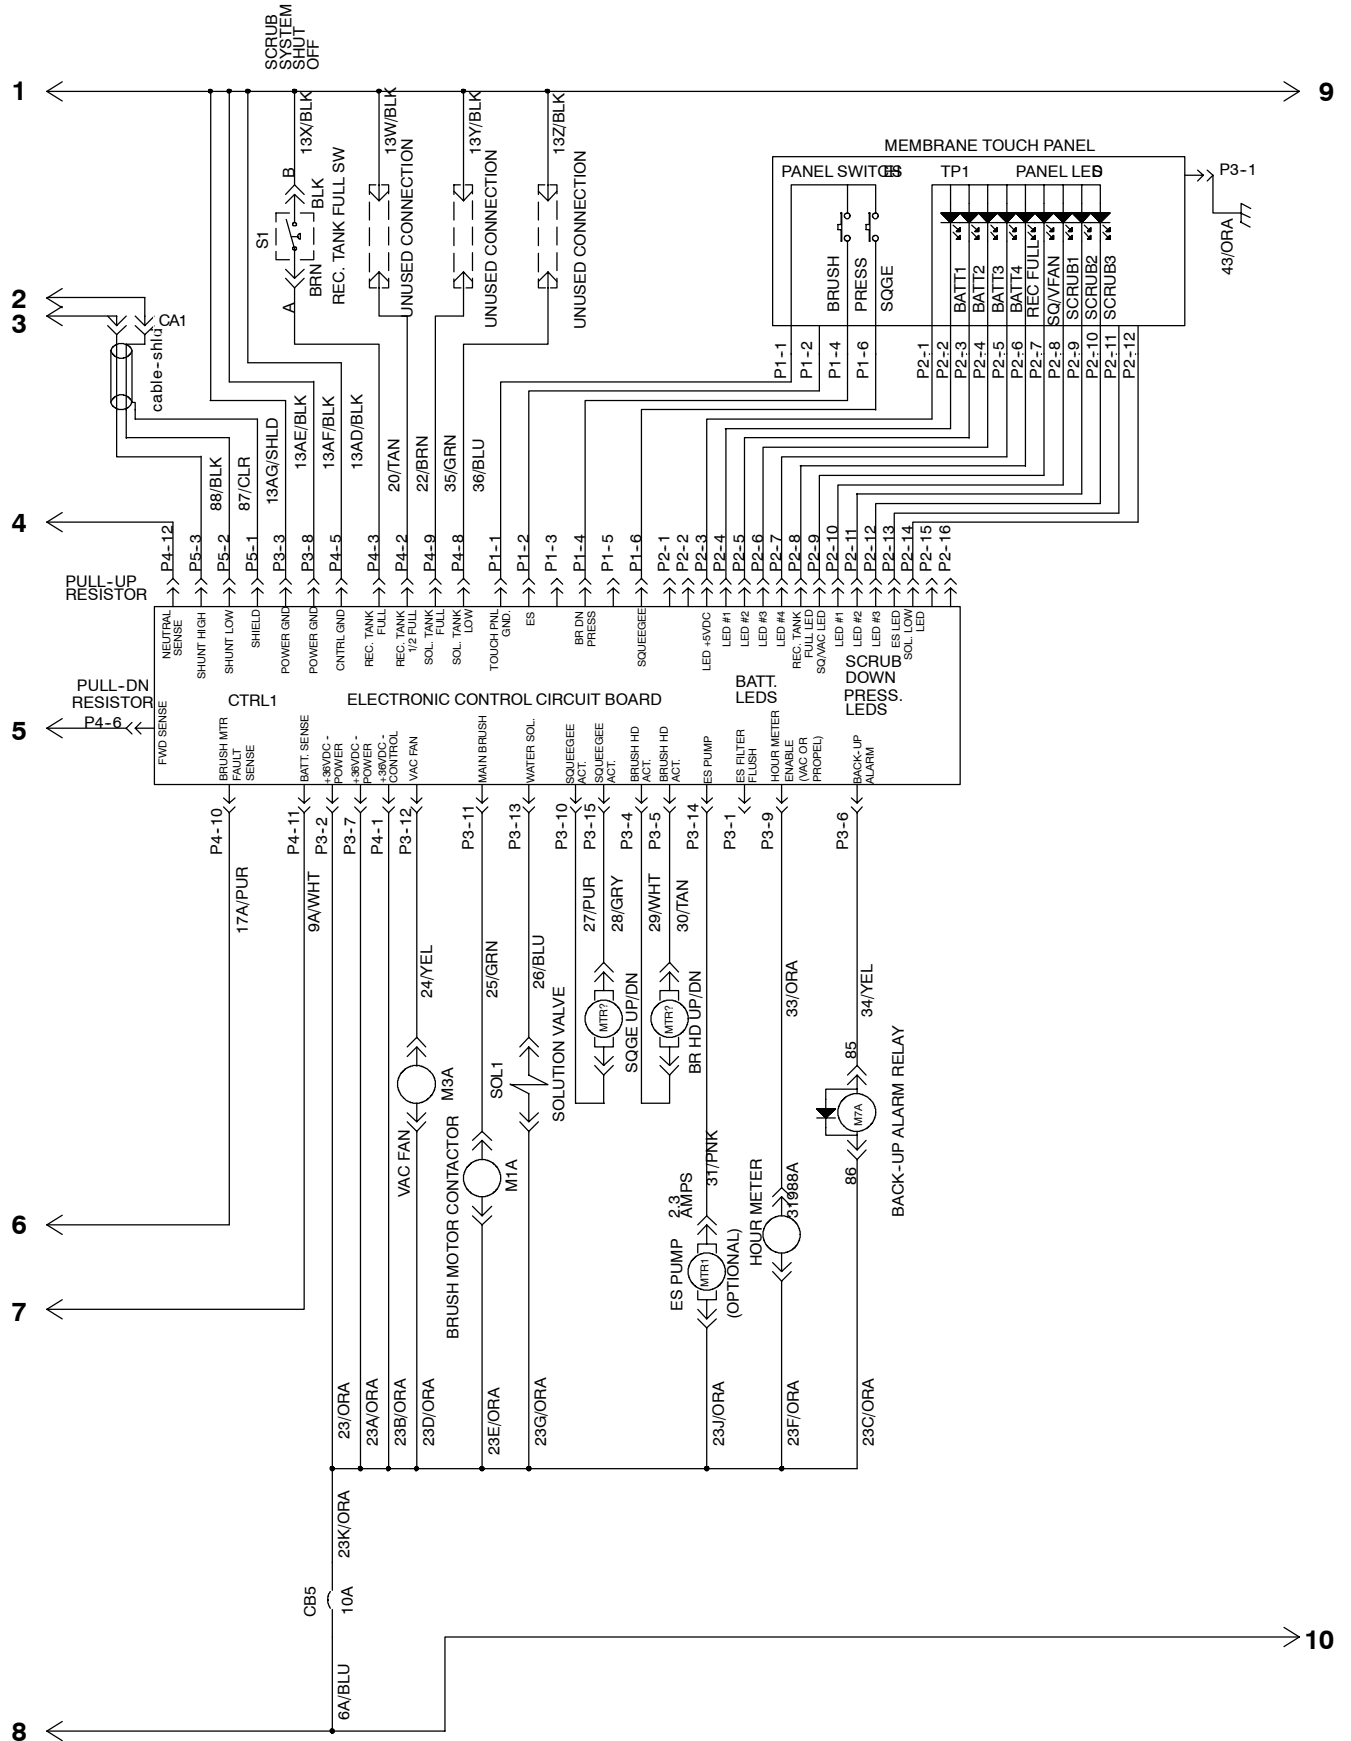 SCRUB
SYSTEM
SHUT
OFF
1
9
13X/BLK
13W/BLK
13Y/BLK
13Z/BLK
B
BLK
S1
BRN
A
REC. TANK FULL SW
UNUSED CONNECTION
UNUSED CONNECTION
UNUSED CONNECTION
MEMBRANE TOUCH PANEL
PANEL SWITCHES
TP1
PANEL LEDS
P3-1
43/ORA
BRUSH
PRESS
SQGE
BATT1
BATT2
BATT3
BATT4
REC FULL
SQ/VFAN
SCRUB1
SCRUB2
SCRUB3
2
3
CA1
cable-shld
P1-1
P1-2
P1-4
P1-6
P2-1
P2-2
P2-3
P2-4
P2-5
P2-6
P2-7
P2-8
P2-9
P2-10
P2-11
P2-12
88/BLK
87/CLR
13AG/SHLD
13AE/BLK
13AF/BLK
13AD/BLK
20/TAN
22/BRN
35/GRN
36/BLU
4
P4-12
P5-3
P5-2
P5-1
P3-3
P3-8
P4-5
P4-3
P4-2
P4-9
P4-8
P1-1
P1-2
P1-3
P1-4
P1-5
P1-6
P2-1
P2-2
P2-3
P2-4
P2-5
P2-6
P2-7
P2-8
P2-9
P2-10
P2-11
P2-12
P2-13
P2-14
P2-15
P2-16
PULL-UP
RESISTOR
NEUTRAL
SENSE
SHUNT HIGH
SHUNT LOW
SHIELD
POWER GND
POWER GND
CNTRL GND
REC. TANK
FULL
REC. TANK
1/2 FULL
SOL. TANK
FULL
SOL. TANK
LOW
TOUCH PNL
GND.
ES
BR DN
PRESS
SQUEEGEE
LED +5VDC
LED #1
LED #2
LED #3
LED #4
REC. TANK
FULL LED
SQ/VAC LED
LED #1
LED #2
LED #3
ES LED
SOL. LOW
LED
BATT.
LEDS
SCRUB
DOWN
PRESS.
LEDS
PULL-DN
RESISTOR
CTRL1
ELECTRONIC CONTROL CIRCUIT BOARD
5
P4-6
FWD SENSE
BRUSH MTR
FAULT
SENSE
BATT. SENSE
+36VDC -
POWER
+36VDC -
POWER
+36VDC -
CONTROL
VAC FAN
MAIN BRUSH
WATER SOL.
SQUEEGEE
ACT.
SQUEEGEE
ACT.
BRUSH HD
ACT.
BRUSH HD
ACT.
ES PUMP
ES FILTER
FLUSH
HOUR METER
ENABLE
(VAC OR
PROPEL)
BACK-UP
ALARM
P4-10
P4-11
P3-2
P3-7
P4-1
P3-12
P3-11
P3-13
P3-10
P3-15
P3-4
P3-5
P3-14
P3-1
P3-9
P3-6
17A/PUR
9A/WHT
24/YEL
25/GRN
26/BLU
27/PUR
28/GRY
29/WHT
30/TAN
33/ORA
34/YEL
MTR?
SQGE UP/DN
MTR?
BR HD UP/DN
SOL1
SOLUTION VALVE
M3A
VAC FAN
85
M7A
86
BACK-UP ALARM RELAY
BRUSH MOTOR CONTACTOR
M1A
2.3
AMPS
31/PNK
ES PUMP
MTR1
(OPTIONAL)
HOUR METER
31988A
6
7
23/ORA
23A/ORA
23B/ORA
23D/ORA
23E/ORA
23G/ORA
23J/ORA
23F/ORA
23C/ORA
23K/ORA
CB5
10A
10
6A/BLU
8